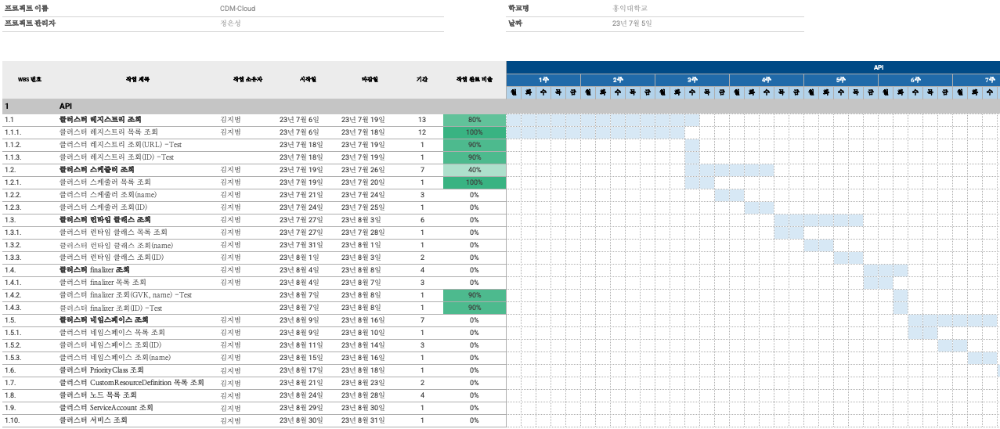 프로젝트 이름 CDM-Cloud 학교명 홍익대학교
프로젝트 관리자 정은성 날짜 23년 7월 5일
API
WBS 번호 작업 제목 작업 소유자 시작일 마감일 기간 작업 완료 비율 1주 2주 3주 4주 5주 6주 7주
월 화 수 목 금 월 화 수 목 금 월 화 수 목 금 월 화 수 목 금 월 화 수 목 금 월 화 수 목 금 월 화 수
1 API
1.1 클러스터 레지스트리 조회 김지범 23년 7월 6일 23년 7월 19일 13 80%
1.1.1. 클러스터 레지스트리 목록 조회 김지범 23년 7월 6일 23년 7월 18일 12 100%
1.1.2. 클러스터 레지스트리 조회(URL) -Test 23년 7월 18일 23년 7월 19일 1 90%
1.1.3. 클러스터 레지스트리 조회(ID) -Test 23년 7월 18일 23년 7월 19일 1 90%
1.2. 클러스터 스케줄러 조회 김지범 23년 7월 19일 23년 7월 26일 7 40%
1.2.1. 클러스터 스케줄러 목록 조회 김지범 23년 7월 19일 23년 7월 20일 1 100%
1.2.2. 클러스터 스케줄러 조회(name) 김지범 23년 7월 21일 23년 7월 24일 3 0%
1.2.3. 클러스터 스케줄러 조회(ID) 김지범 23년 7월 24일 23년 7월 25일 1 0%
1.3. 클러스터 런타임 클래스 조회 김지범 23년 7월 27일 23년 8월 3일 6 0%
1.3.1. 클러스터 런타임 클래스 목록 조회 김지범 23년 7월 27일 23년 7월 28일 1 0%
1.3.2. 클러스터 런타임 클래스 조회(name) 김지범 23년 7월 31일 23년 8월 1일 1 0%
1.3.3. 클러스터 런타임 클래스 조회(ID) 김지범 23년 8월 1일 23년 8월 3일 2 0%
1.4. 클러스터 finalizer 조회 김지범 23년 8월 4일 23년 8월 8일 4 0%
1.4.1. 클러스터 finalizer 목록 조회 김지범 23년 8월 4일 23년 8월 7일 3 0%
1.4.2. 클러스터 finalizer 조회(GVK, name) -Test 23년 8월 7일 23년 8월 8일 1 90%
1.4.3. 클러스터 finalizer 조회(ID) -Test 23년 8월 7일 23년 8월 8일 1 90%
1.5. 클러스터 네임스페이스 조회 김지범 23년 8월 9일 23년 8월 16일 7 0%
1.5.1. 클러스터 네임스페이스 목록 조회 김지범 23년 8월 9일 23년 8월 10일 1 0%
1.5.2. 클러스터 네임스페이스 조회(ID) 김지범 23년 8월 11일 23년 8월 14일 3 0%
1.5.3. 클러스터 네임스페이스 조회(name) 김지범 23년 8월 15일 23년 8월 16일 1 0%
1.6. 클러스터 PriorityClass 조회 김지범 23년 8월 17일 23년 8월 18일 1 0%
1.7. 클러스터 CustomResourceDefinition 목록 조회 김지범 23년 8월 21일 23년 8월 23일 2 0%
1.8. 클러스터 노드 목록 조회 김지범 23년 8월 24일 23년 8월 28일 4 0%
1.9. 클러스터 ServiceAccount 조회 김지범 23년 8월 29일 23년 8월 30일 1 0%
1.10. 클러스터 서비스 조회 김지범 23년 8월 30일 23년 8월 31일 1 0%